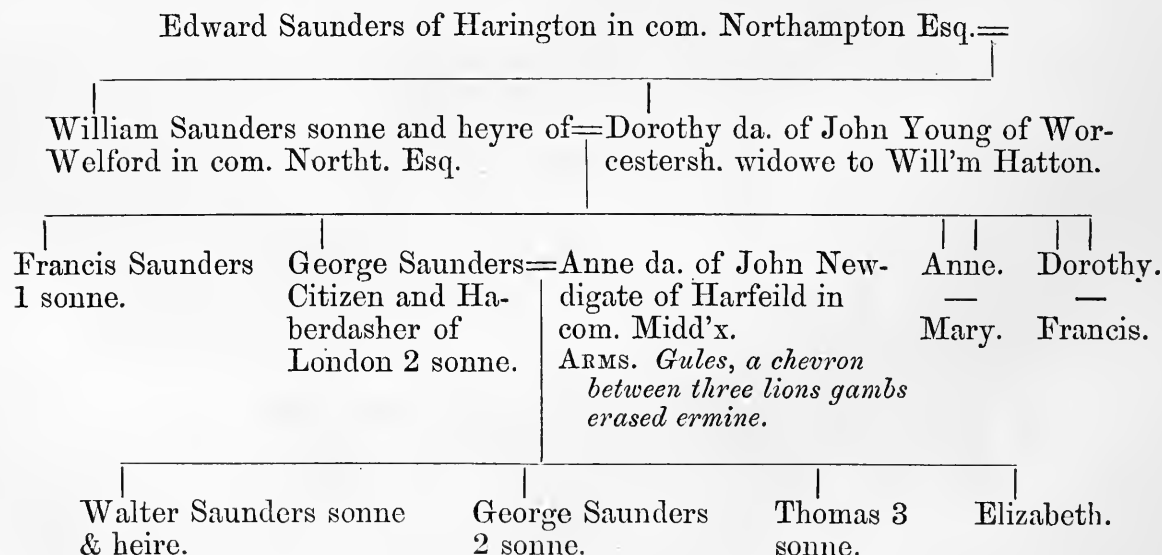 Edward Saunders of Harington in com. Northampton Esq.=
William Saunders sonne and heyre of=Dorothy da. of John Young of Wor-
Welford in com. Northt. Esq. cestersh. widowe to Will'm Hatton.
Francis Saunders
1 sonne.
George Saunders=Anne da. of John New-
Citizen and Ha-
berdasher of
London 2 sonne.
digate of Harfeild in
com. Midd'x.
ARMS. Gules, a chevron
between three lions gambs
erased ermine.
Anne.
—
Mary.
Dorothy.
—
Francis.
Walter Saunders sonne
& heire.
George Saunders
2 sonne.
Thomas 3
sonne.
Elizabeth.